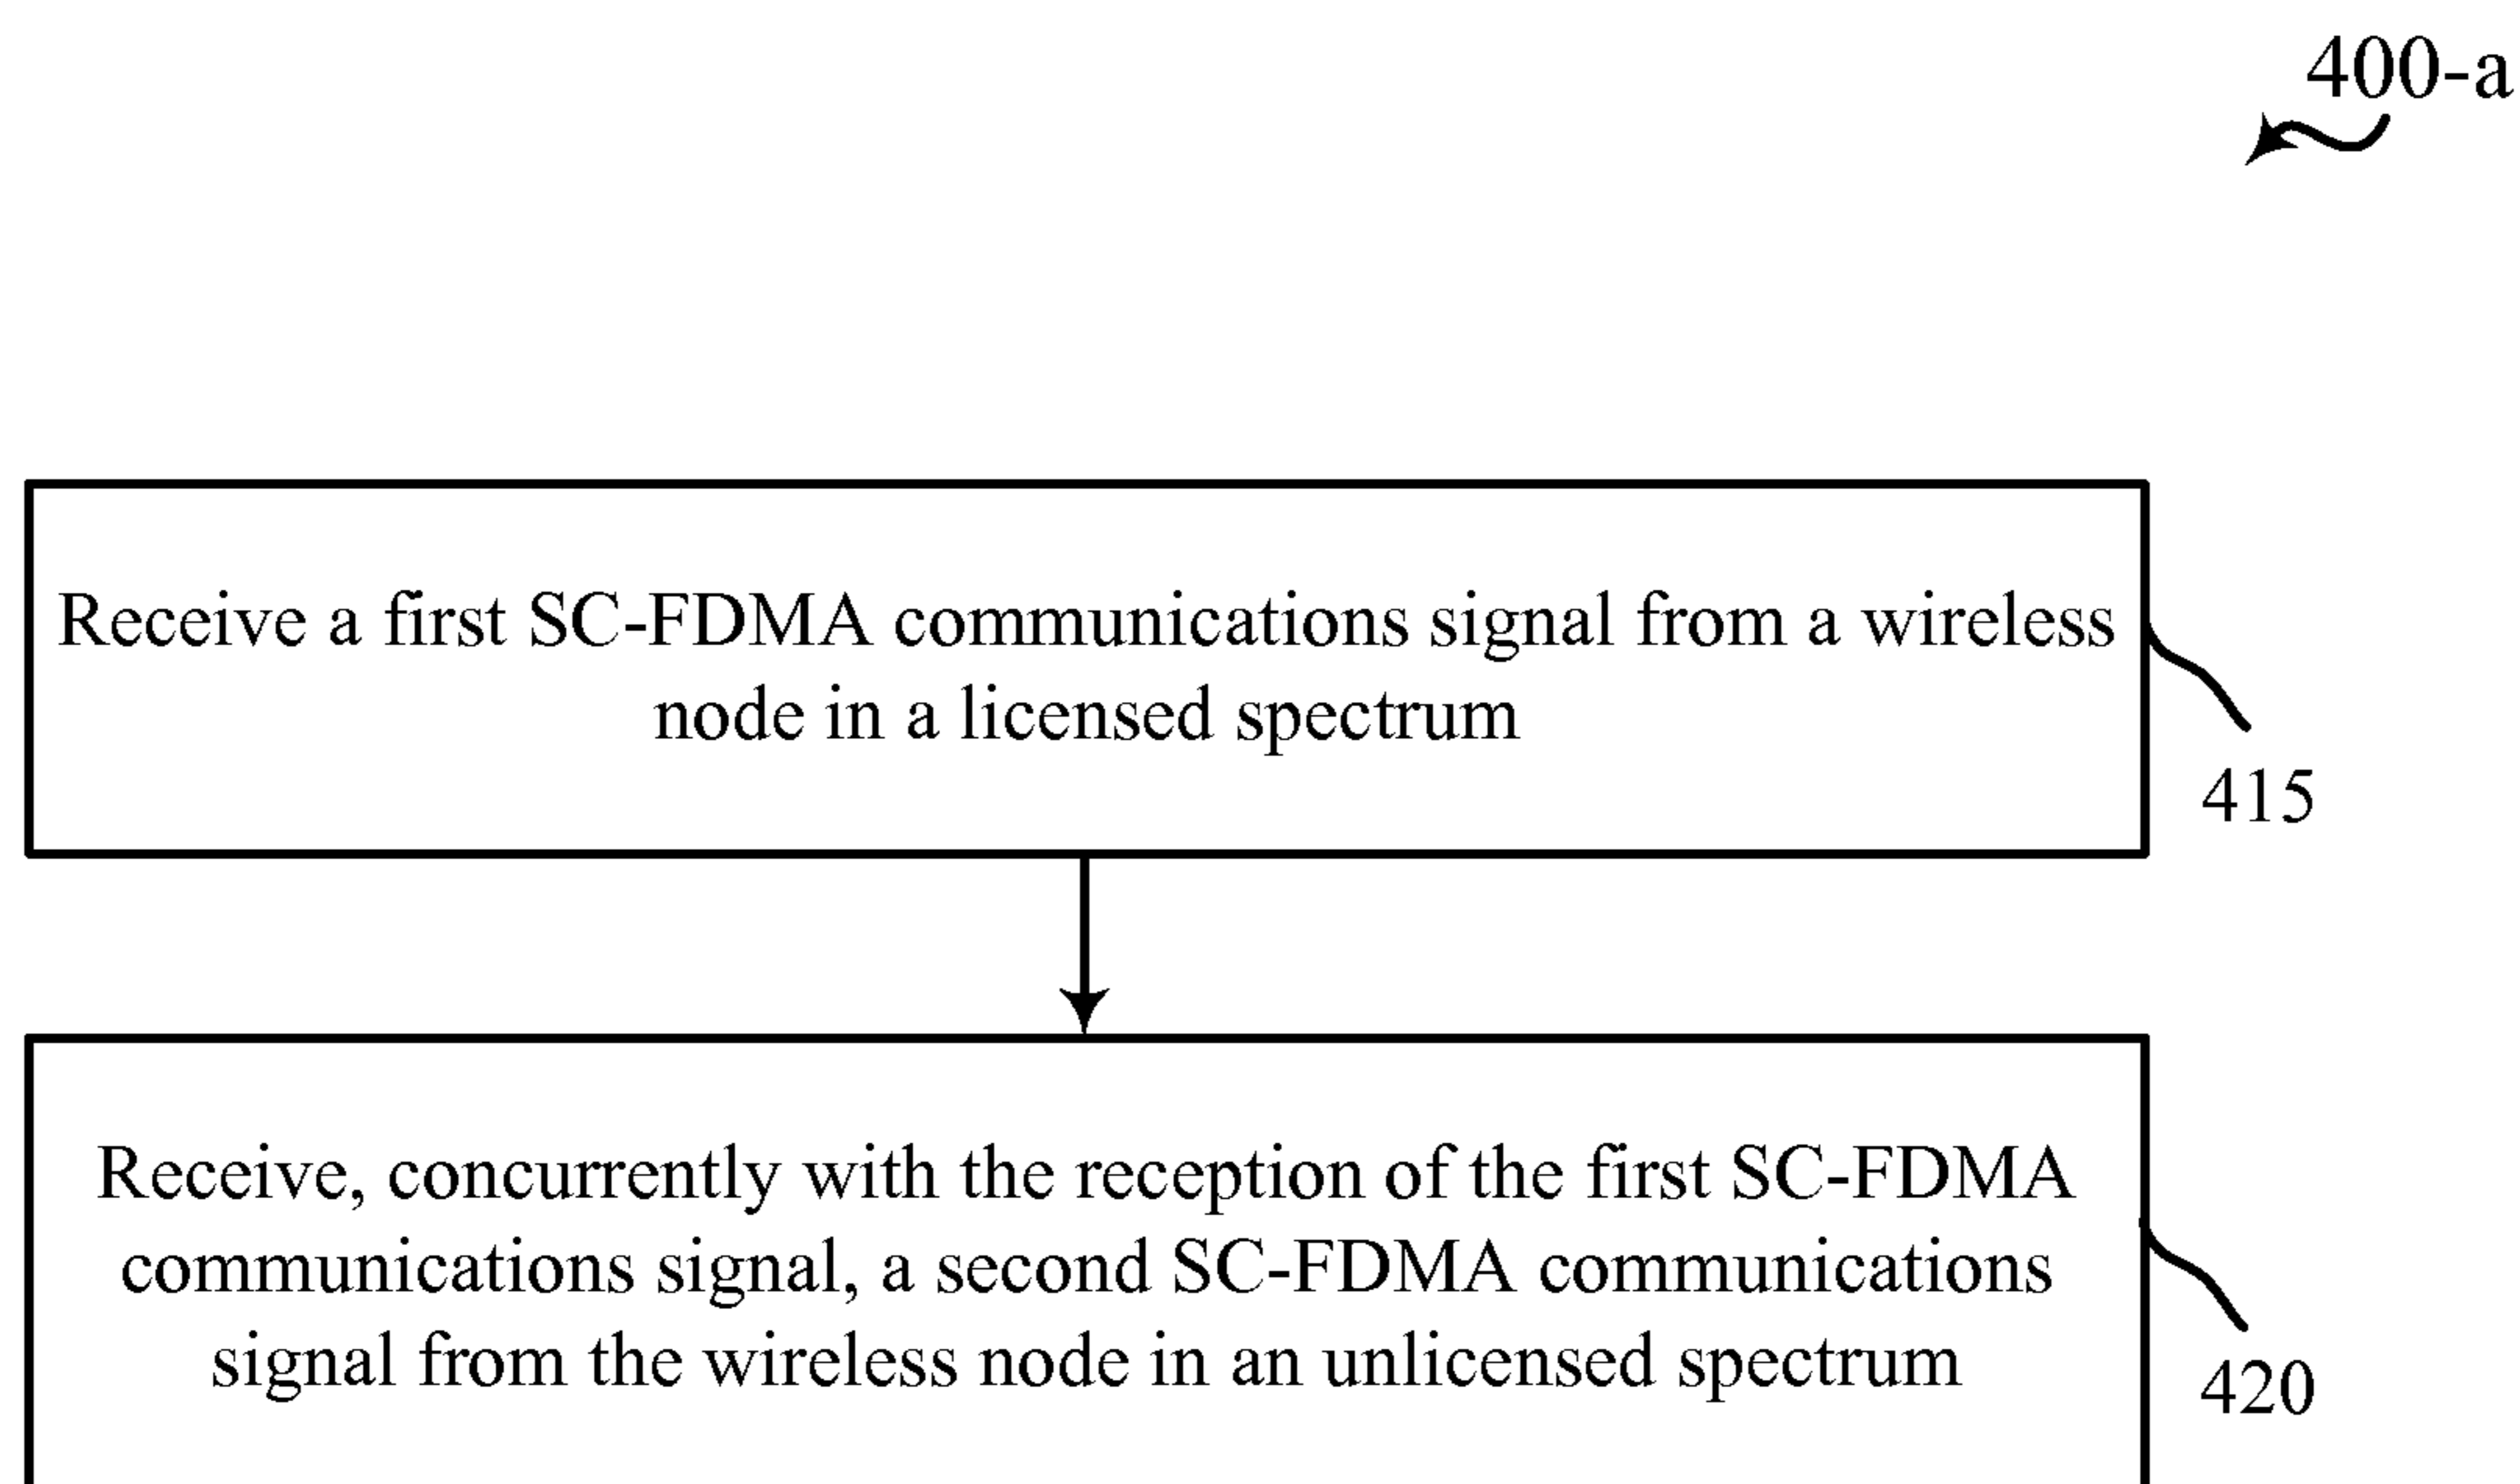 400-a
Receive a first SC-FDMA communications signal from a wireless
node in a licensed spectrum
415
Receive, concurrently with the reception of the first SC-FDMA
communications signal, a second SC-FDMA communications
signal from the wireless node in an unlicensed spectrum
420